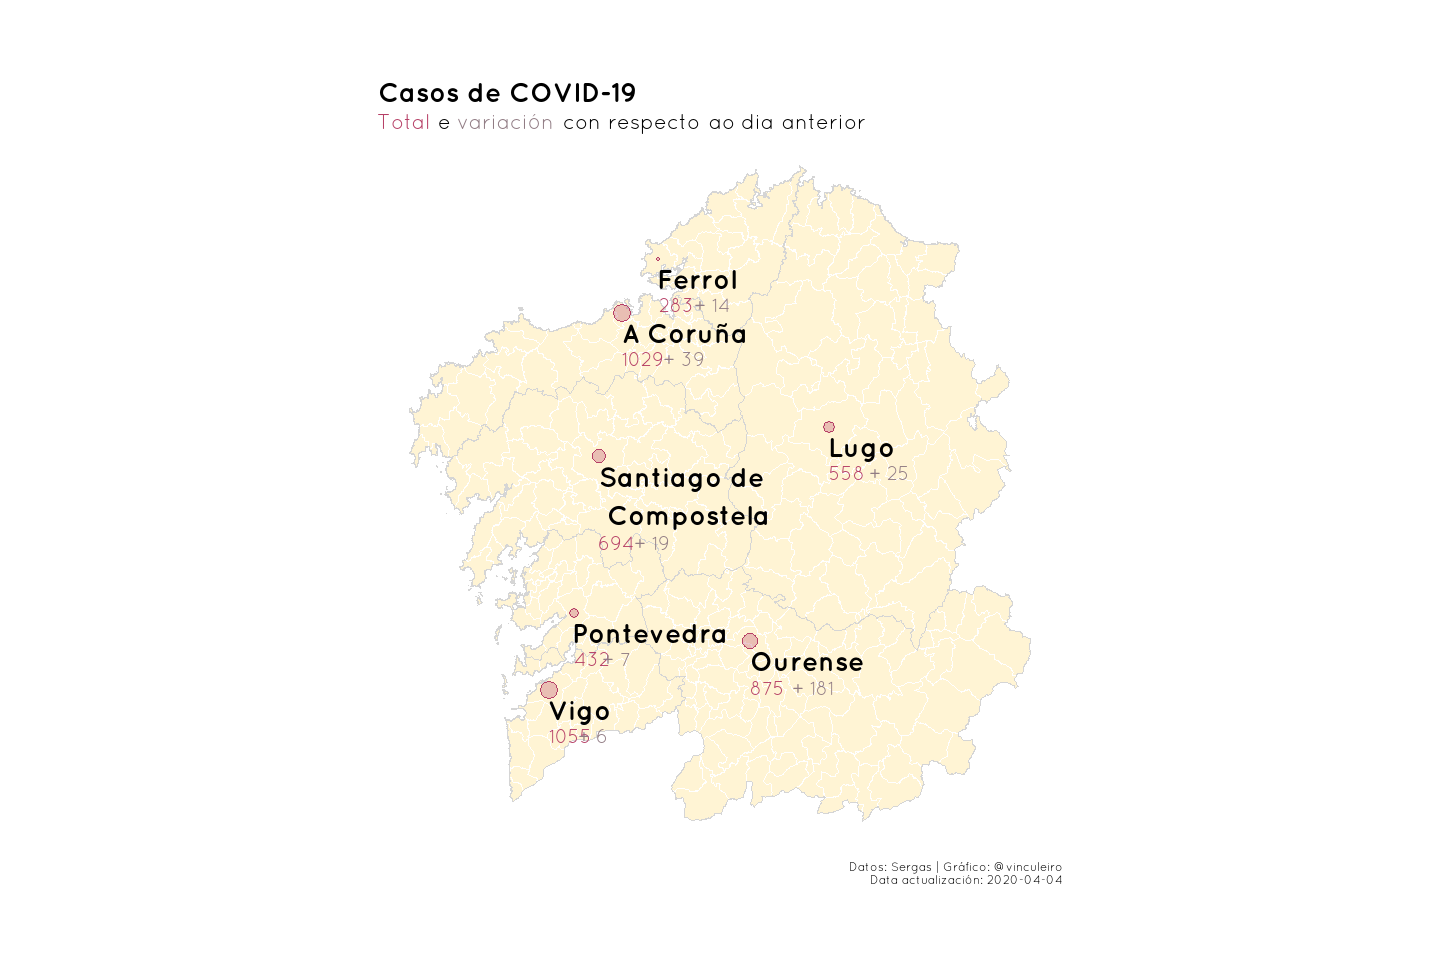 Casos de COVID-19
Total e variación con respecto ao dia anterior
Ferrol
283 + 14
A Coruña
1029 + 39
Lugo
558 + 25
Santiago de
Compostela
694 + 19
Pontevedra
432 + 7
Ourense
875 + 181
Vigo
1055 + 6
Datos: Sergas | Gráfico: @vinculeiro
Data actualización: 2020-04-04